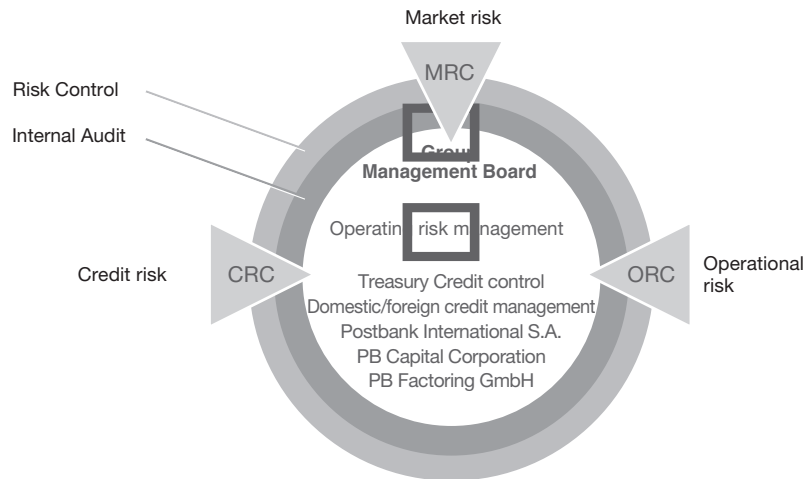 Market risk
MRC
Risk Control
Internal Audit
Group
Management Board
Operating risk management
Credit risk
CRC
ORC
Operational
risk
Treasury Credit control
Domestic/foreign credit management
Postbank International S.A.
PB Capital Corporation
PB Factoring GmbH